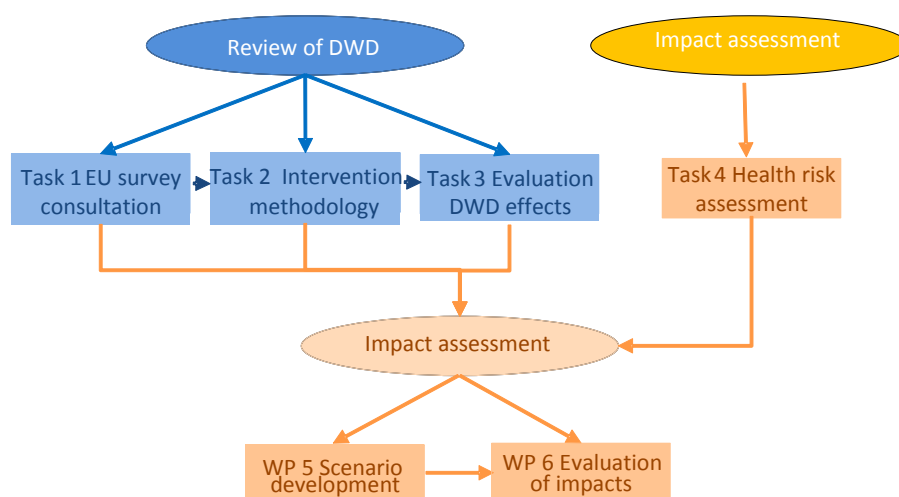 Review of DWD
Impact assessment
Task 1 EU survey
consultation
Task 2 Intervention
methodology
Task 3 Evaluation
DWD effects
Task 4 Health risk
assessment
Impact assessment
WP 5 Scenario
development
WP 6 Evaluation
of impacts